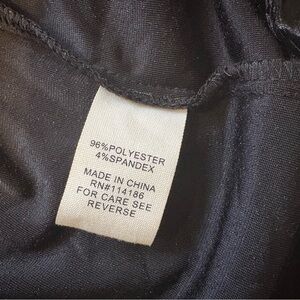 96%POLYESTER
4%SPANDEX
MADE IN CHINA
RN#114186
FOR CARE SEE
REVERSE